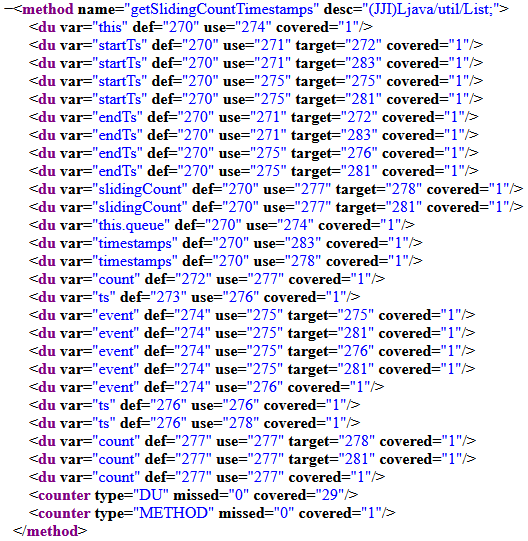 −<method name="getSlidingCountTimestamps" desc="(JJI)Ljava/util/List;">
<du var="this" def="270" use="274" covered="1"/>
<du var="startTs" def="270" use="271" target="272" covered="1"/>
<du var="startTs" def="270" use="271" target="283" covered="1"/>
<du var="startTs" def="270" use="275" target="275" covered="1"/>
<du var="startTs" def="270" use="275" target="281" covered="1"/>
<du var="endTs" def="270" use="271" target="272" covered="1"/>
<du var="endTs" def="270" use="271" target="283" covered="1"/>
<du var="endTs" def="270" use="275" target="276" covered="1"/>
<du var="endTs" def="270" use="275" target="281" covered="1"/>
<du var="slidingCount" def="270" use="277" target="278" covered="1"/>
<du var="slidingCount" def="270" use="277" target="281" covered="1"/>
<du var="this.queue" def="270" use="274" covered="1"/>
<du var="timestamps" def="270" use="283" covered="1"/>
<du var="timestamps" def="270" use="278" covered="1"/>
<du var="count" def="272" use="277" covered="1"/>
<du var="ts" def="273" use="276" covered="1"/>
<du var="event" def="274" use="275" target="275" covered="1"/>
<du var="event" def="274" use="275" target="281" covered="1"/>
<du var="event" def="274" use="275" target="276" covered="1"/>
<du var="event" def="274" use="275" target="281" covered="1"/>
<du var="event" def="274" use="276" covered="1"/>
<du var="ts" def="276" use="276" covered="1"/>
<du var="ts" def="276" use="278" covered="1"/>
<du var="count" def="277" use="277" target="278" covered="1"/>
<du var="count" def="277" use="277" target="281" covered="1"/>
<du var="count" def="277" use="277" covered="1"/>
<counter type="DU" missed="0" covered="29"/>
<counter type="METHOD" missed="0" covered="1"/>
</method>